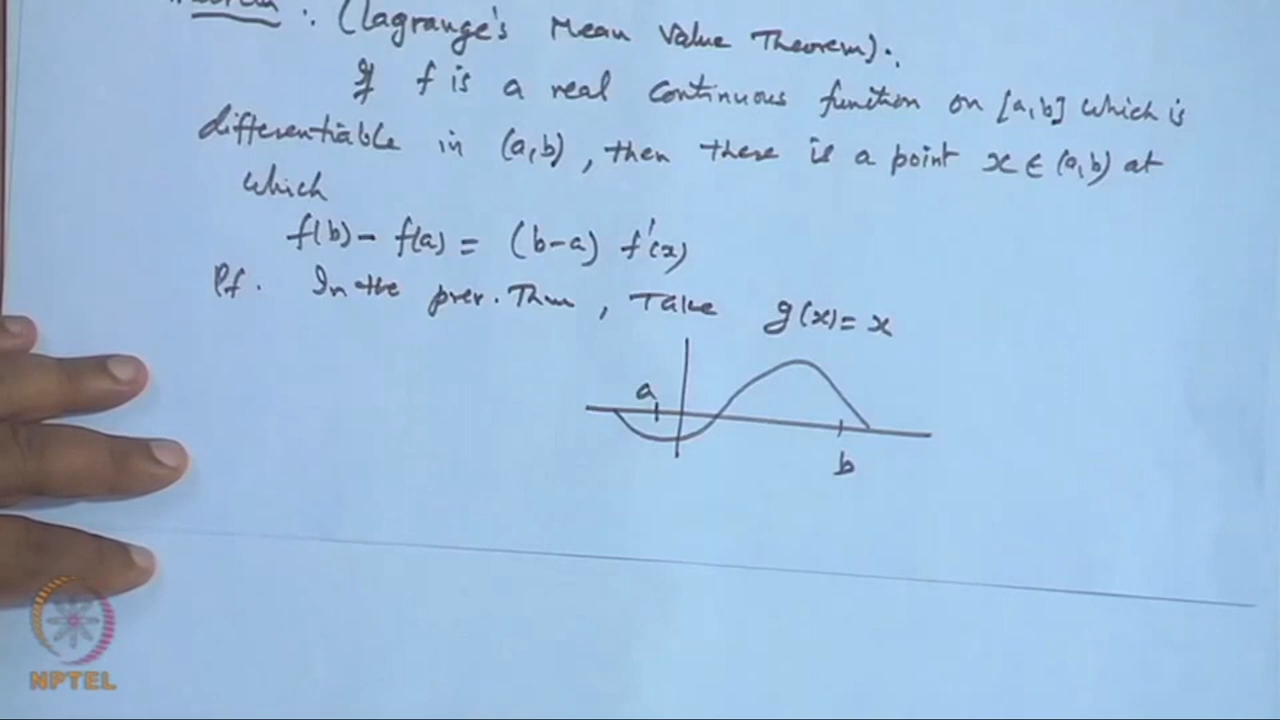 Theorem : (Lagrange's Mean Value Theorem).
If f is a real continuous function on [a,b] which is
differentiable in (a,b), then there is a point x ∈ (a,b) at
which
f(b) - f(a) = (b-a) f'(x)
Pf. In the prev. Thm, Take g(x) = x
a
b
NPTEL